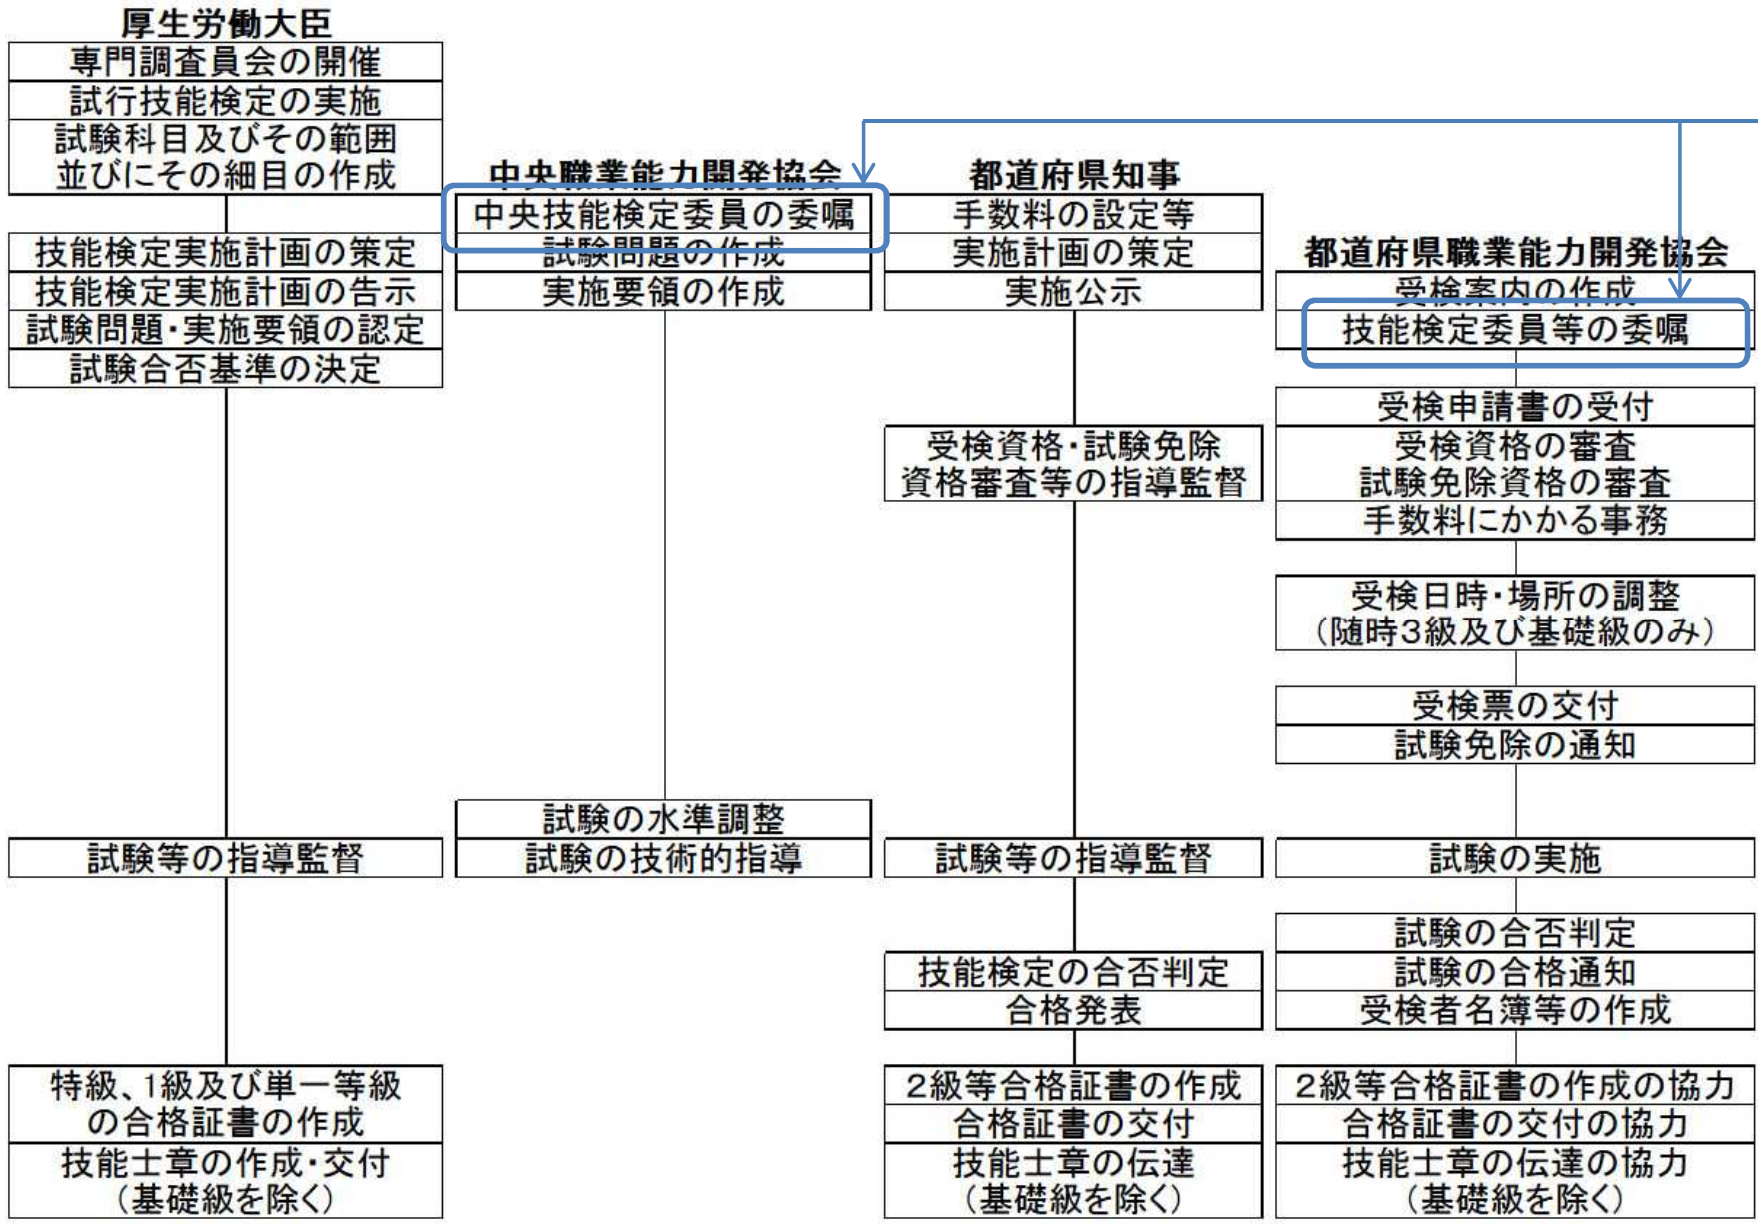 厚生労働大臣
専門調査員会の開催
試行技能検定の実施
試験科目及びその範囲
並びにその細目の作成
技能検定実施計画の策定
技能検定実施計画の告示
試験問題・実施要領の認定
試験合否基準の決定
試験等の指導監督
特級、1級及び単一等級
の合格証書の作成
技能士章の作成・交付
（基礎級を除く）
中央職業能力開発協会
中央技能検定委員の委嘱
試験問題の作成
実施要領の作成
試験の水準調整
試験の技術的指導
都道府県知事
手数料の設定等
実施計画の策定
実施公示
受検資格・試験免除
資格審査等の指導監督
試験等の指導監督
技能検定の合否判定
合格発表
２級等合格証書の作成
合格証書の交付
技能士章の伝達
（基礎級を除く）
都道府県職業能力開発協会
受検案内の作成
技能検定委員等の委嘱
受検申請書の受付
受検資格の審査
試験免除資格の審査
手数料にかかる事務
受検日時・場所の調整
（随時３級及び基礎級のみ）
受検票の交付
試験免除の通知
試験の実施
試験の合否判定
試験の合格通知
受検者名簿等の作成
２級等合格証書の作成の協力
合格証書の交付の協力
技能士章の伝達の協力
（基礎級を除く）